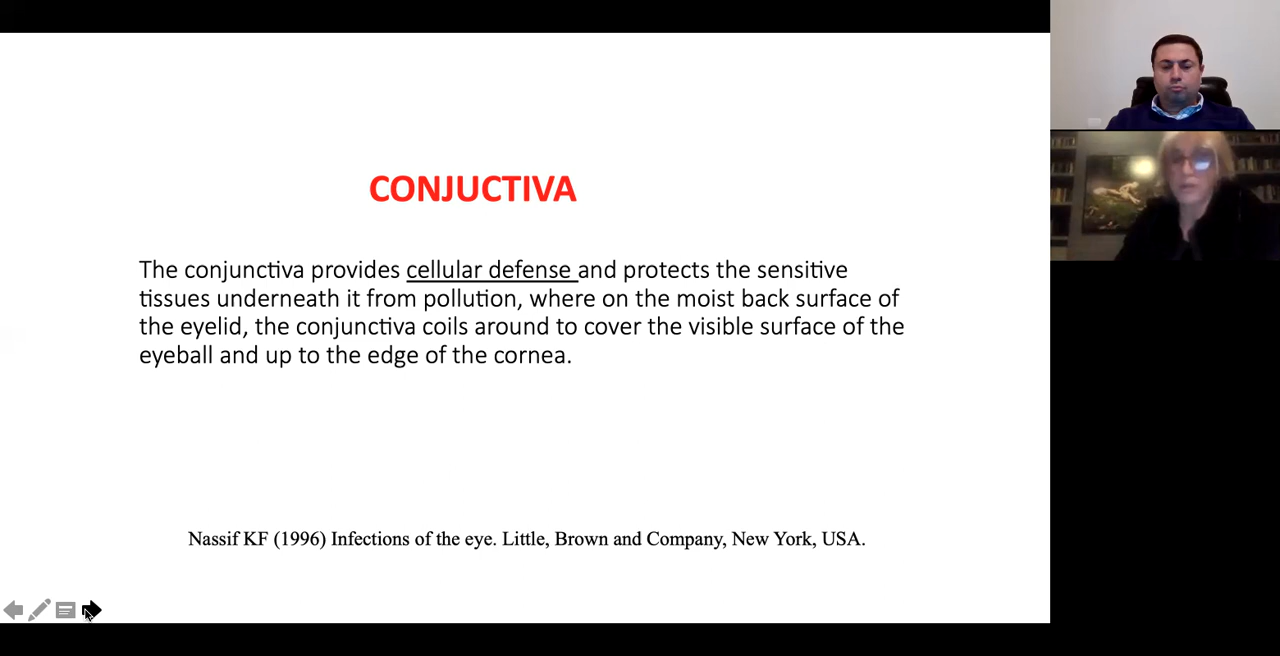 CONJUCTIVA
The conjunctiva provides cellular defense and protects the sensitive
tissues underneath it from pollution, where on the moist back surface of
the eyelid, the conjunctiva coils around to cover the visible surface of the
eyeball and up to the edge of the cornea.
Nassif KF (1996) Infections of the eye. Little, Brown and Company, New York, USA.